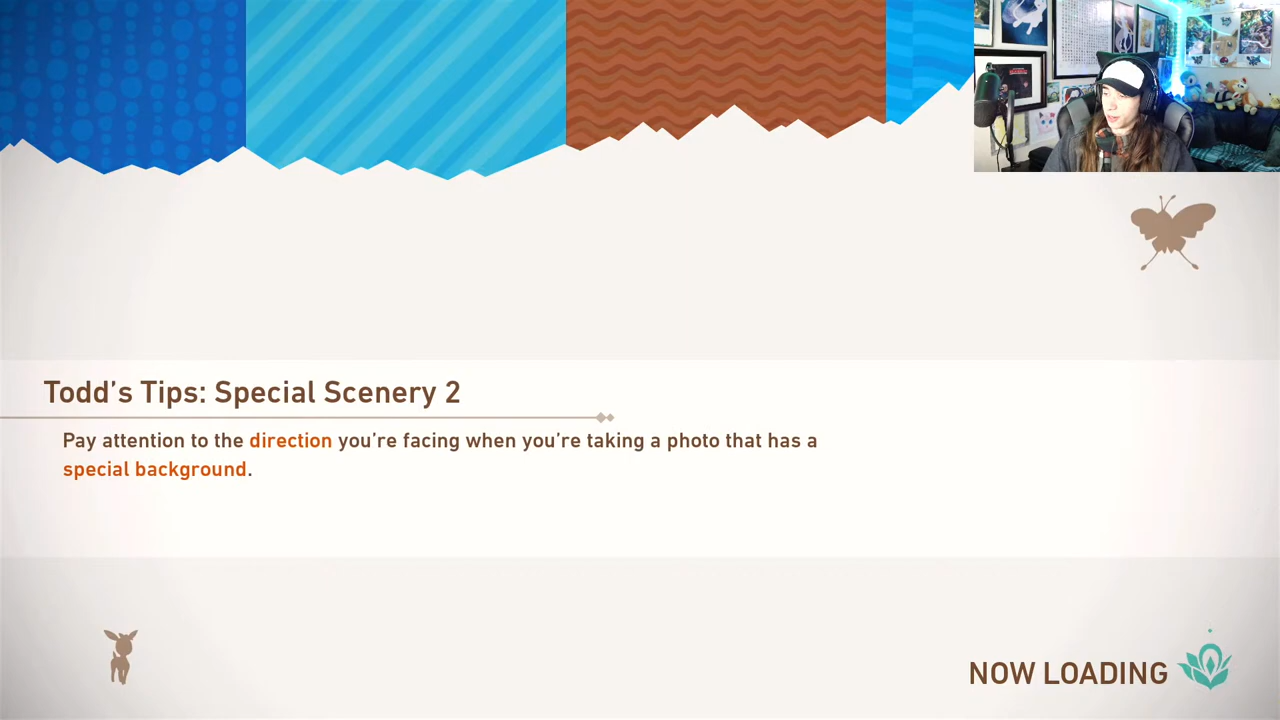 Todd's Tips: Special Scenery 2
Pay attention to the direction you're facing when you're taking a photo that has a
special background.
NOW LOADING